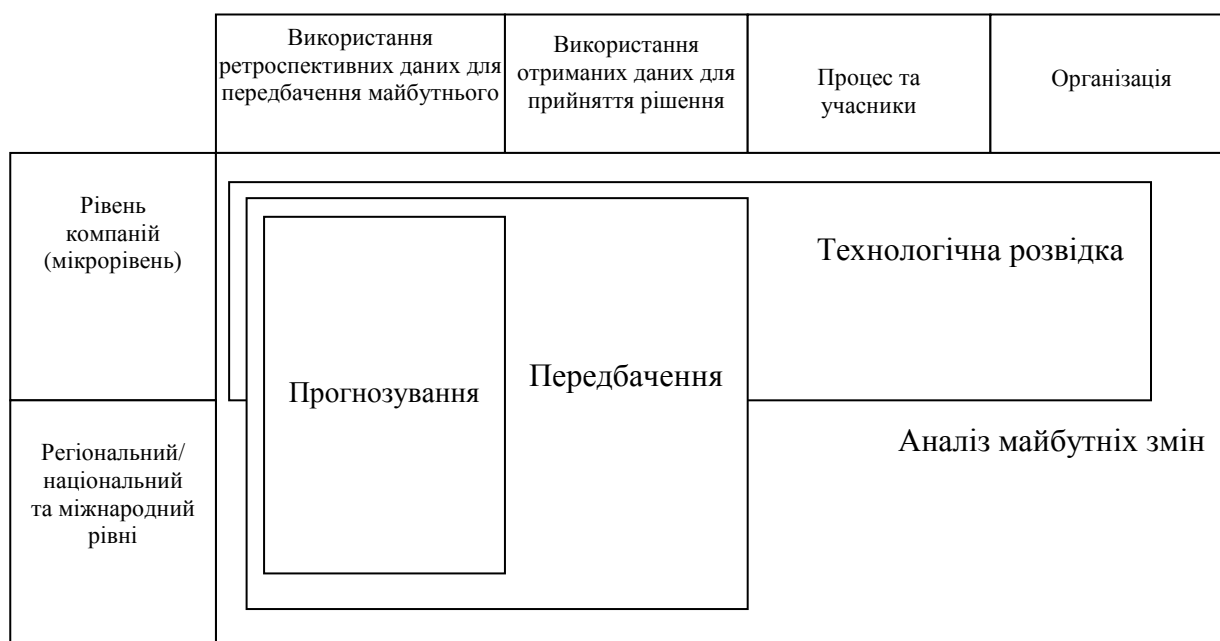 Використання
ретроспективних даних для
передбачення майбутнього
Використання
отриманих даних для
прийняття рішення
Процес та
учасники
Організація
Рівень
компаній
(мікрорівень)
Технологічна розвідка
Прогнозування
Передбачення
Аналіз майбутніх змін
Регіональний/
національний
та міжнародний
рівні